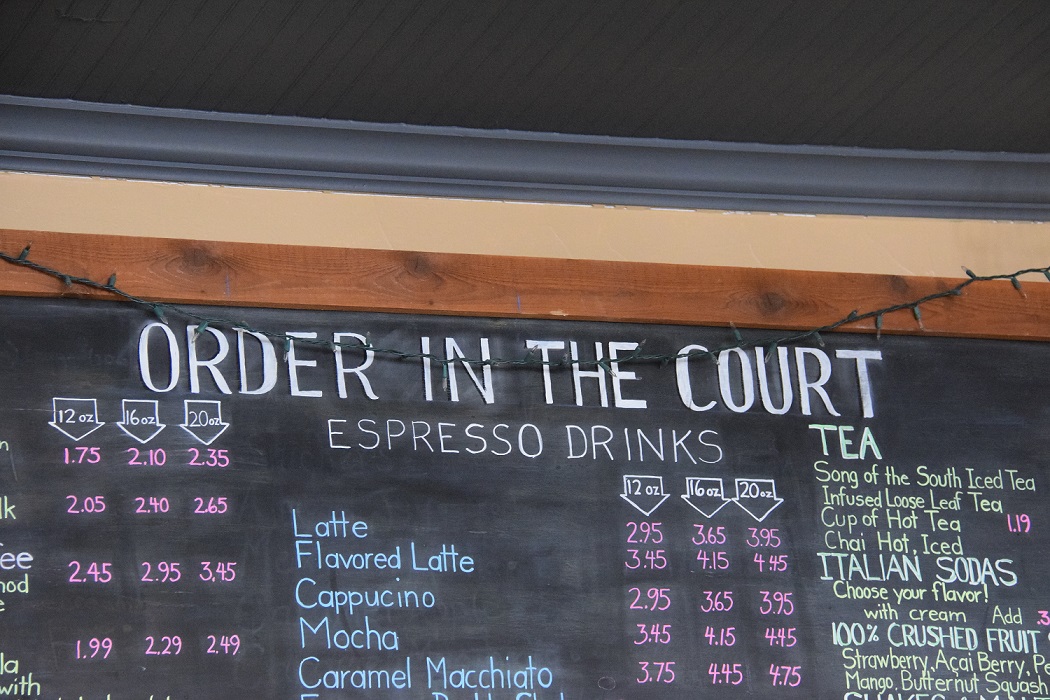 ORDER IN THE COURT
12 oz 16 oz 20 oz
1.75 2.10 2.35
lk 2.05 2.40 2.65
ee 2.45 2.95 3.45
1.99 2.29 2.49
la
with
ESPRESSO DRINKS
12 oz 16 oz 20 oz
Latte 2.95 3.65 3.95
Flavored Latte 3.45 4.15 4.45
Cappucino 2.95 3.65 3.95
Mocha 3.45 4.15 4.45
Caramel Macchiato 3.75 4.45 4.75
TEA
Song of the South Iced Tea
Infused Loose Leaf Tea
Cup of Hot Tea 1.19
Chai Hot, Iced
ITALIAN SODAS
Choose your flavor!
with cream Add
100% CRUSHED FRUIT
Strawberry, Açai Berry,
Mango, Butternut Squash